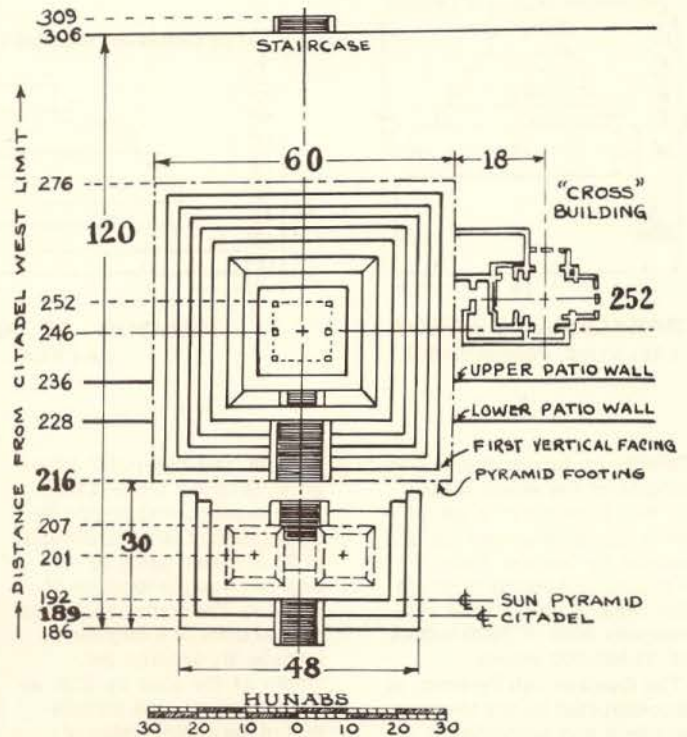 309
306
STAIRCASE
60
18
276
"CROSS"
BUILDING
120
252
252
246
236
UPPER PATIO WALL
228
LOWER PATIO WALL
FIRST VERTICAL FACING
216
PYRAMID FOOTING
30
207
201
192
℄ SUN PYRAMID
189
℄ CITADEL
186
48
HUNABS
30 20 10 0 10 20 30
DISTANCE FROM CITADEL WEST LIMIT